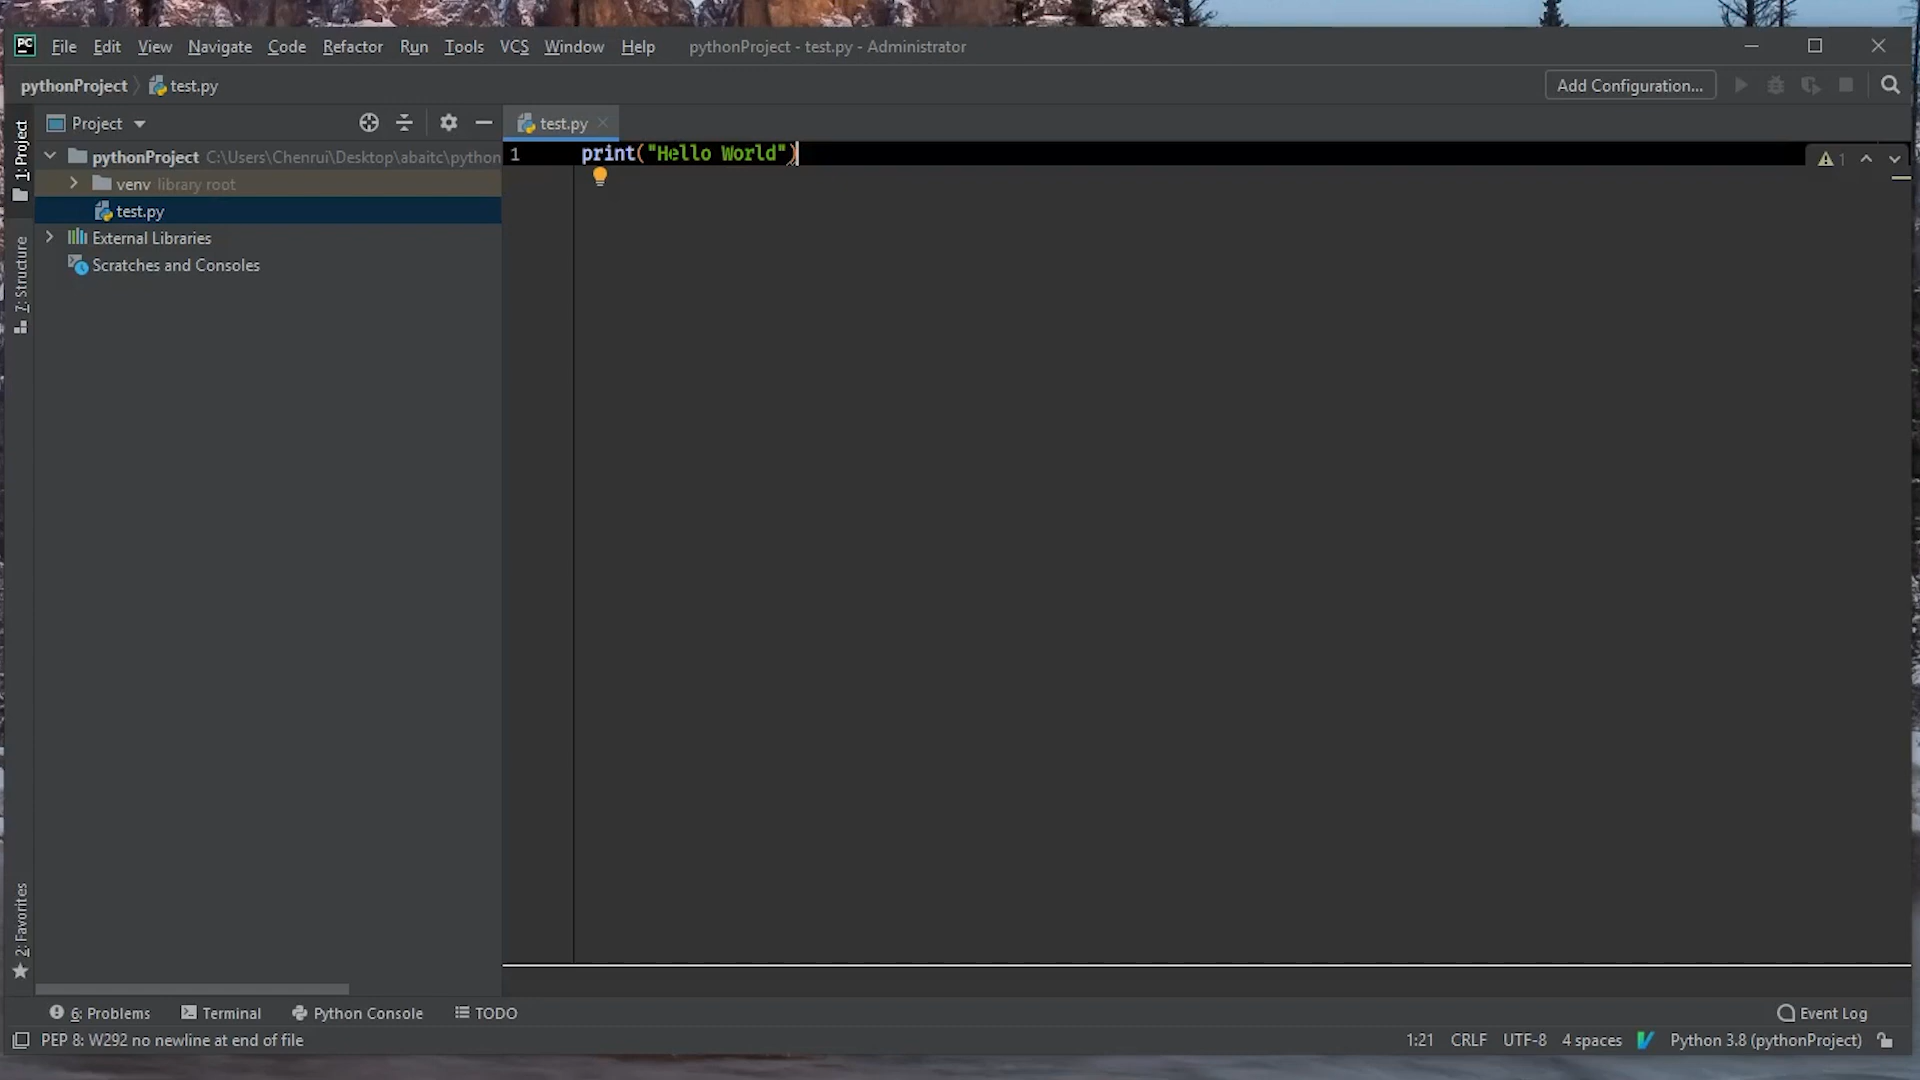 PC File Edit View Navigate Code Refactor Run Tools VCS Window Help pythonProject - test.py - Administrator
pythonProject test.py Add Configuration...
1: Project
Project
test.py
pythonProject C:\Users\Chenrui\Desktop\abaitc\python
venv library root
test.py
External Libraries
Scratches and Consoles
7: Structure
2: Favorites
1 print("Hello World")
1
6: Problems Terminal Python Console TODO Event Log
PEP 8: W292 no newline at end of file 1:21 CRLF UTF-8 4 spaces Python 3.8 (pythonProject)